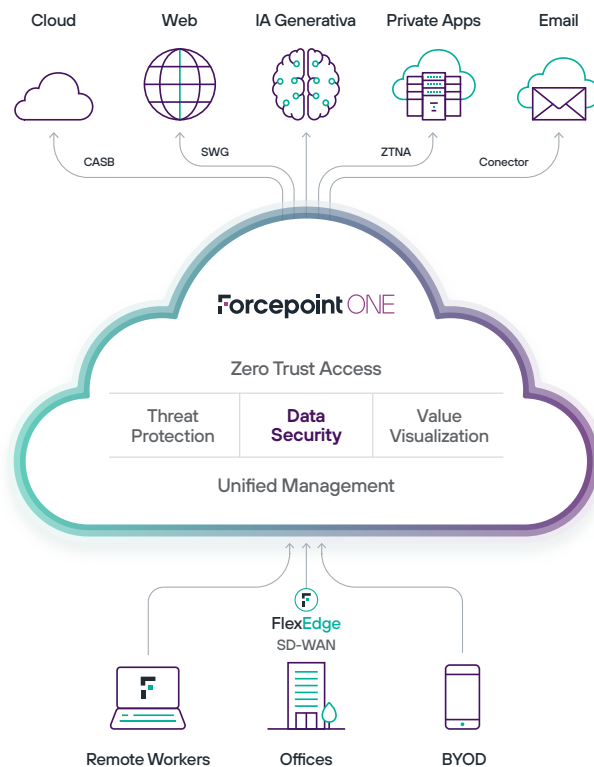 Cloud
Web
IA Generativa
Private Apps
Email
CASB
SWG
ZTNA
Conector
Forcepoint ONE
Zero Trust Access
Threat
Protection
Data
Security
Value
Visualization
Unified Management
FlexEdge
SD-WAN
Remote Workers
Offices
BYOD